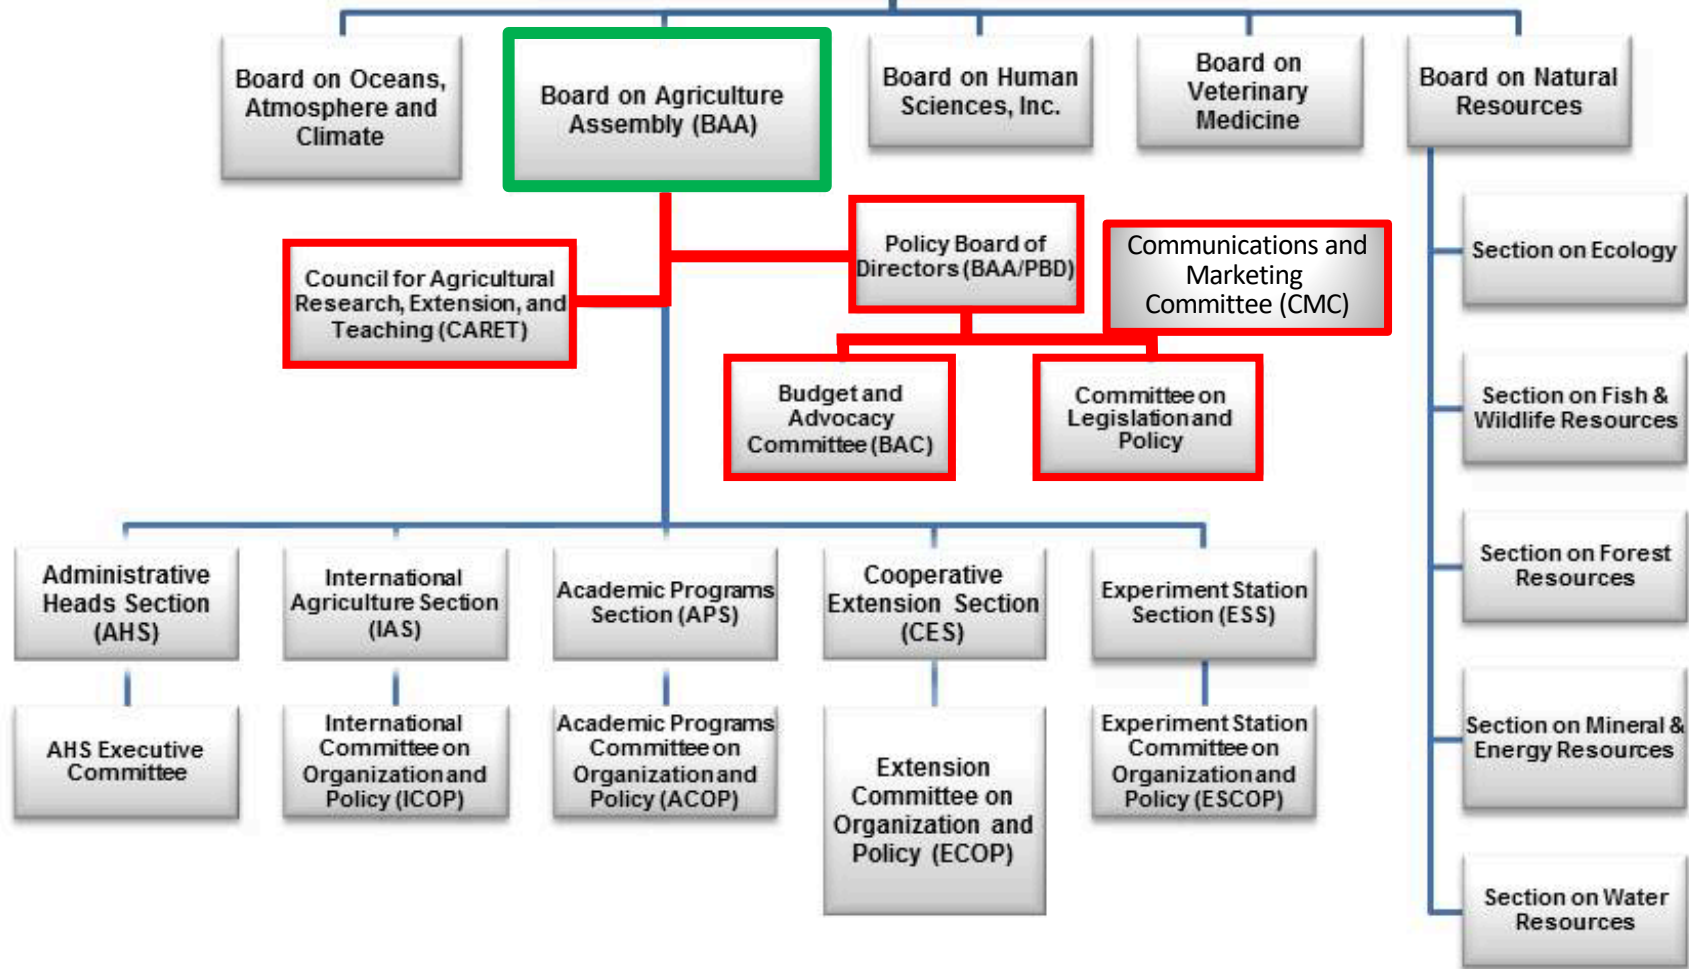 Board on Oceans,
Atmosphere and
Climate
Board on Agriculture
Assembly (BAA)
Board on Human
Sciences, Inc.
Board on
Veterinary
Medicine
Board on Natural
Resources
Council for Agricultural
Research, Extension, and
Teaching (CARET)
Policy Board of
Directors (BAA/PBD)
Communications and
Marketing
Committee (CMC)
Budget and
Advocacy
Committee (BAC)
Committee on
Legislation and
Policy
Section on Ecology
Section on Fish &
Wildlife Resources
Section on Forest
Resources
Section on Mineral &
Energy Resources
Section on Water
Resources
Administrative
Heads Section
(AHS)
International
Agriculture Section
(IAS)
Academic Programs
Section (APS)
Cooperative
Extension Section
(CES)
Experiment Station
Section (ESS)
AHS Executive
Committee
International
Committee on
Organization and
Policy (ICOP)
Academic Programs
Committee on
Organization and
Policy (ACOP)
Extension
Committee on
Organization and
Policy (ECOP)
Experiment Station
Committee on
Organization and
Policy (ESCOP)